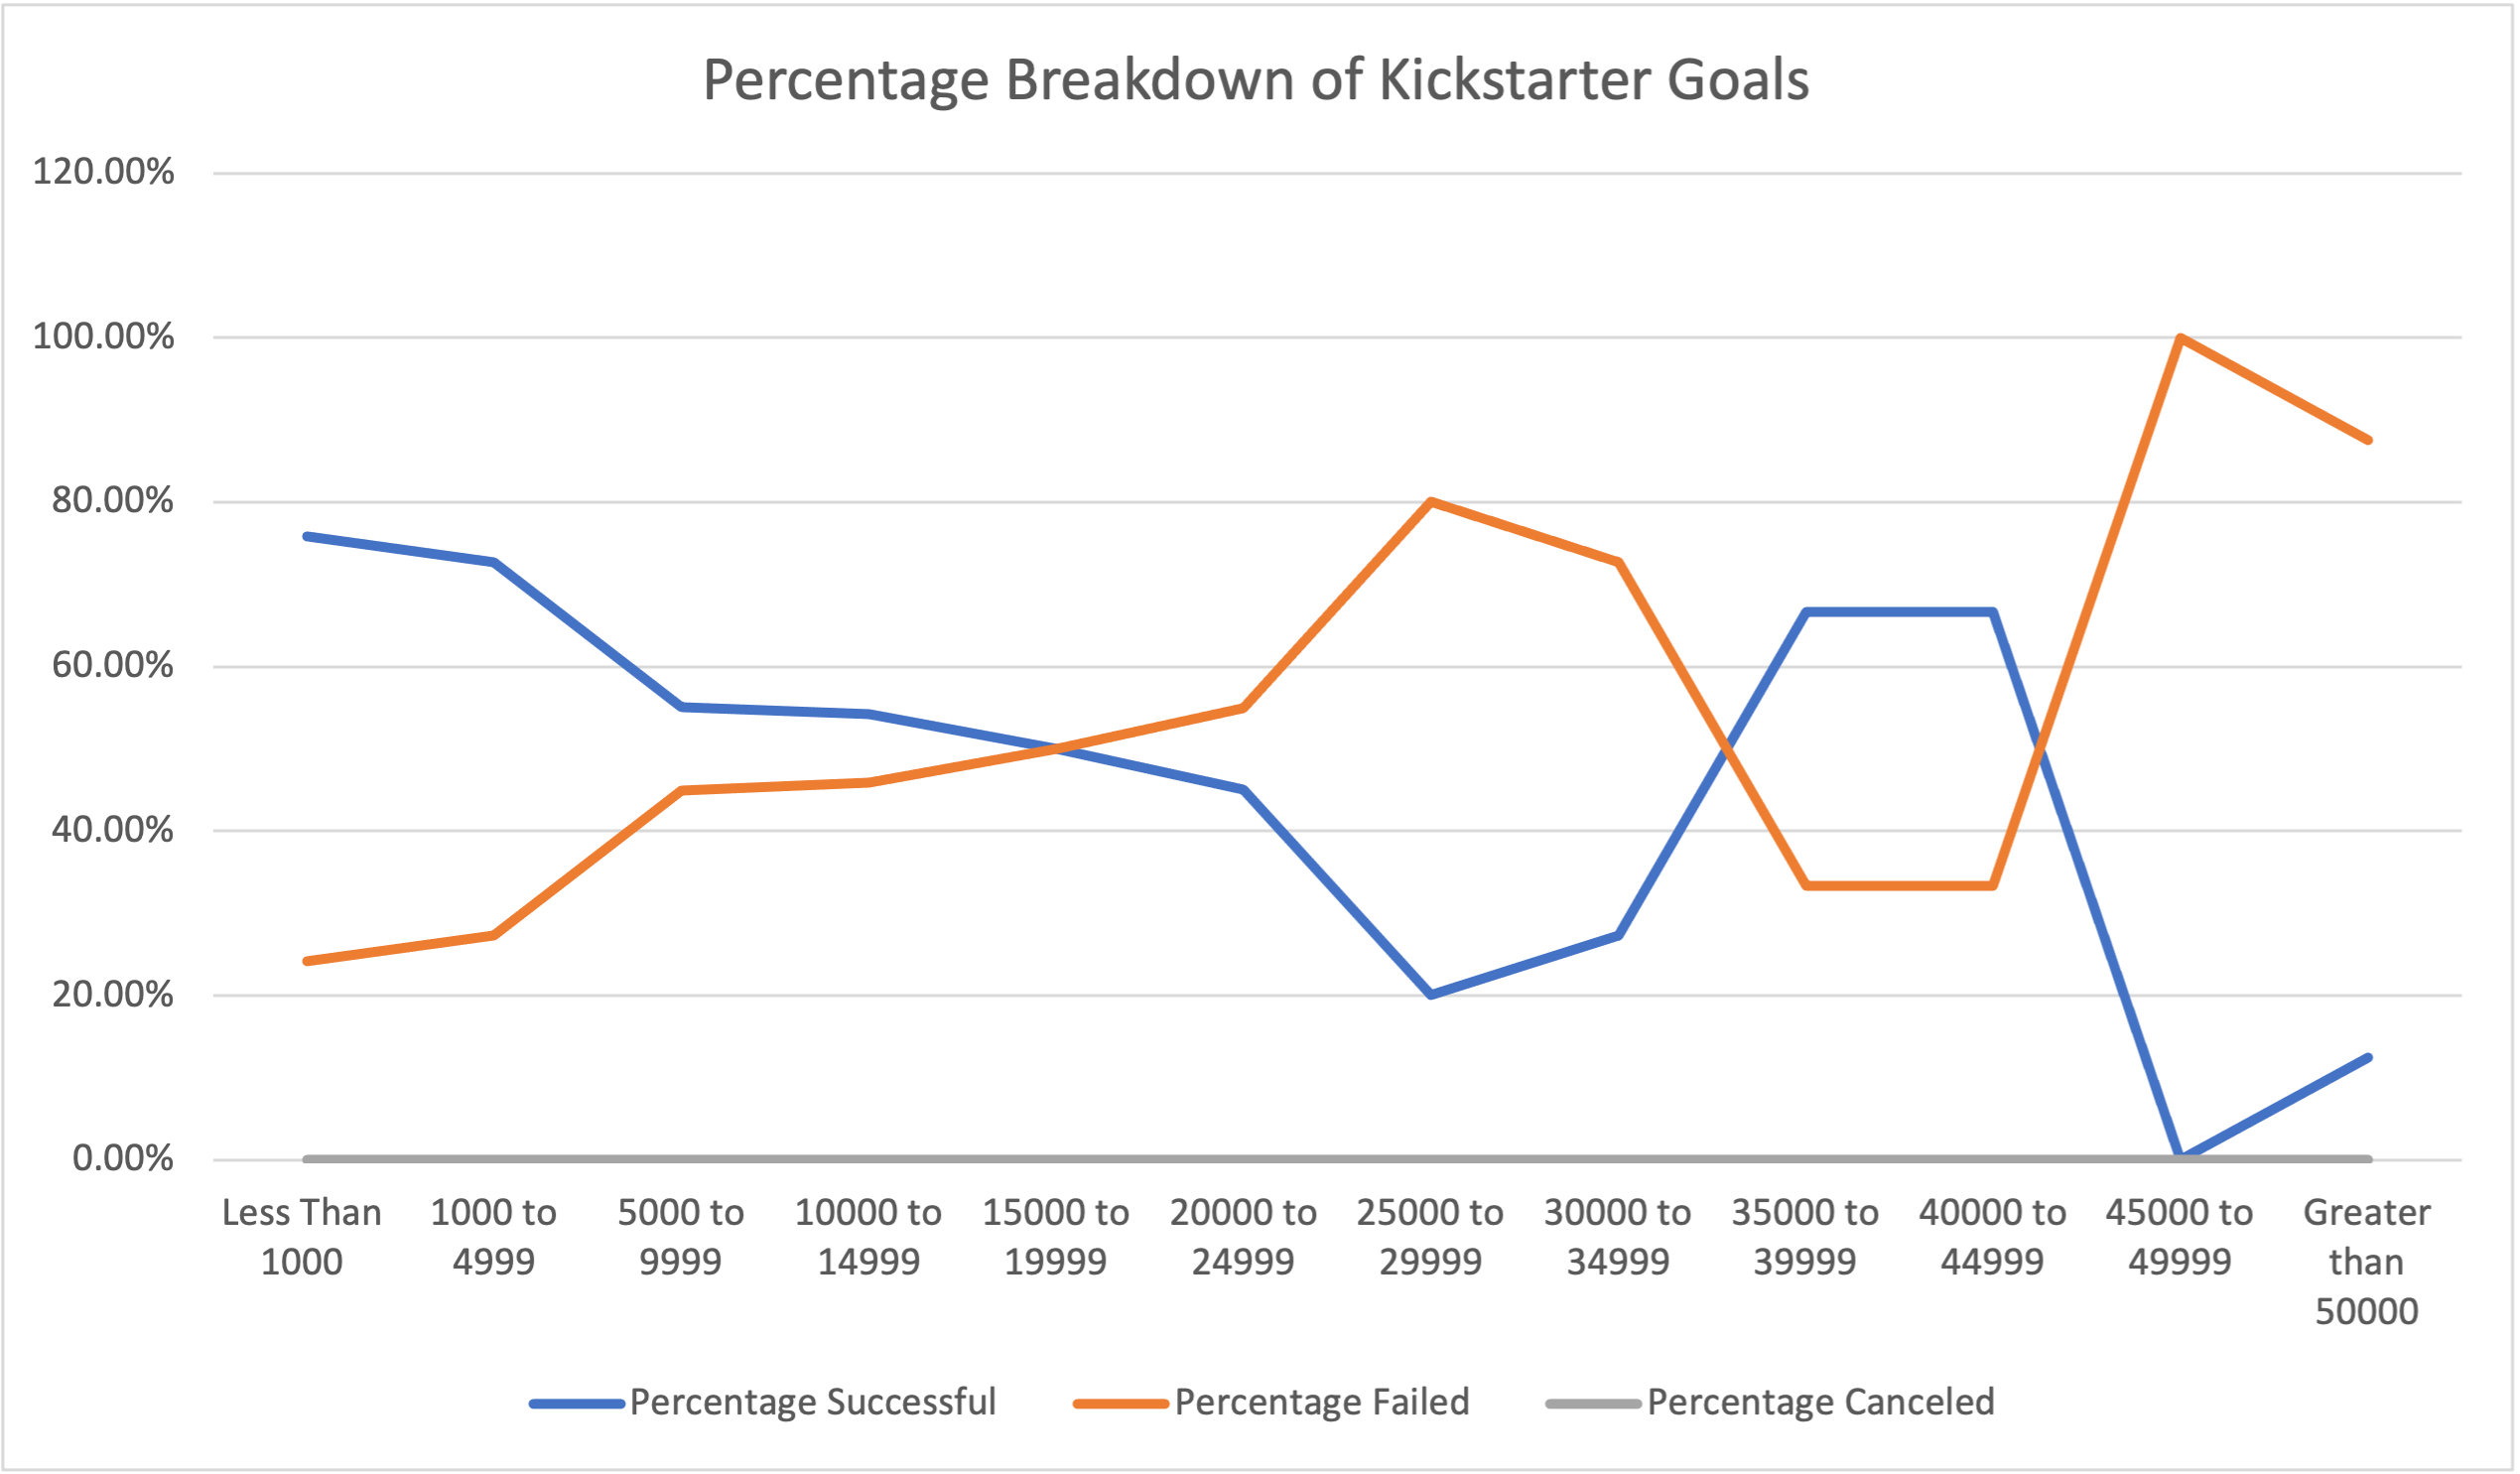 Percentage Breakdown of Kickstarter Goals
120.00%
100.00%
80.00%
60.00%
40.00%
20.00%
0.00%
Less Than
1000
1000 to
4999
5000 to
9999
10000 to
14999
15000 to
19999
20000 to
24999
25000 to
29999
30000 to
34999
35000 to
39999
40000 to
44999
45000 to
49999
Greater
than
50000
Percentage Successful
Percentage Failed
Percentage Canceled